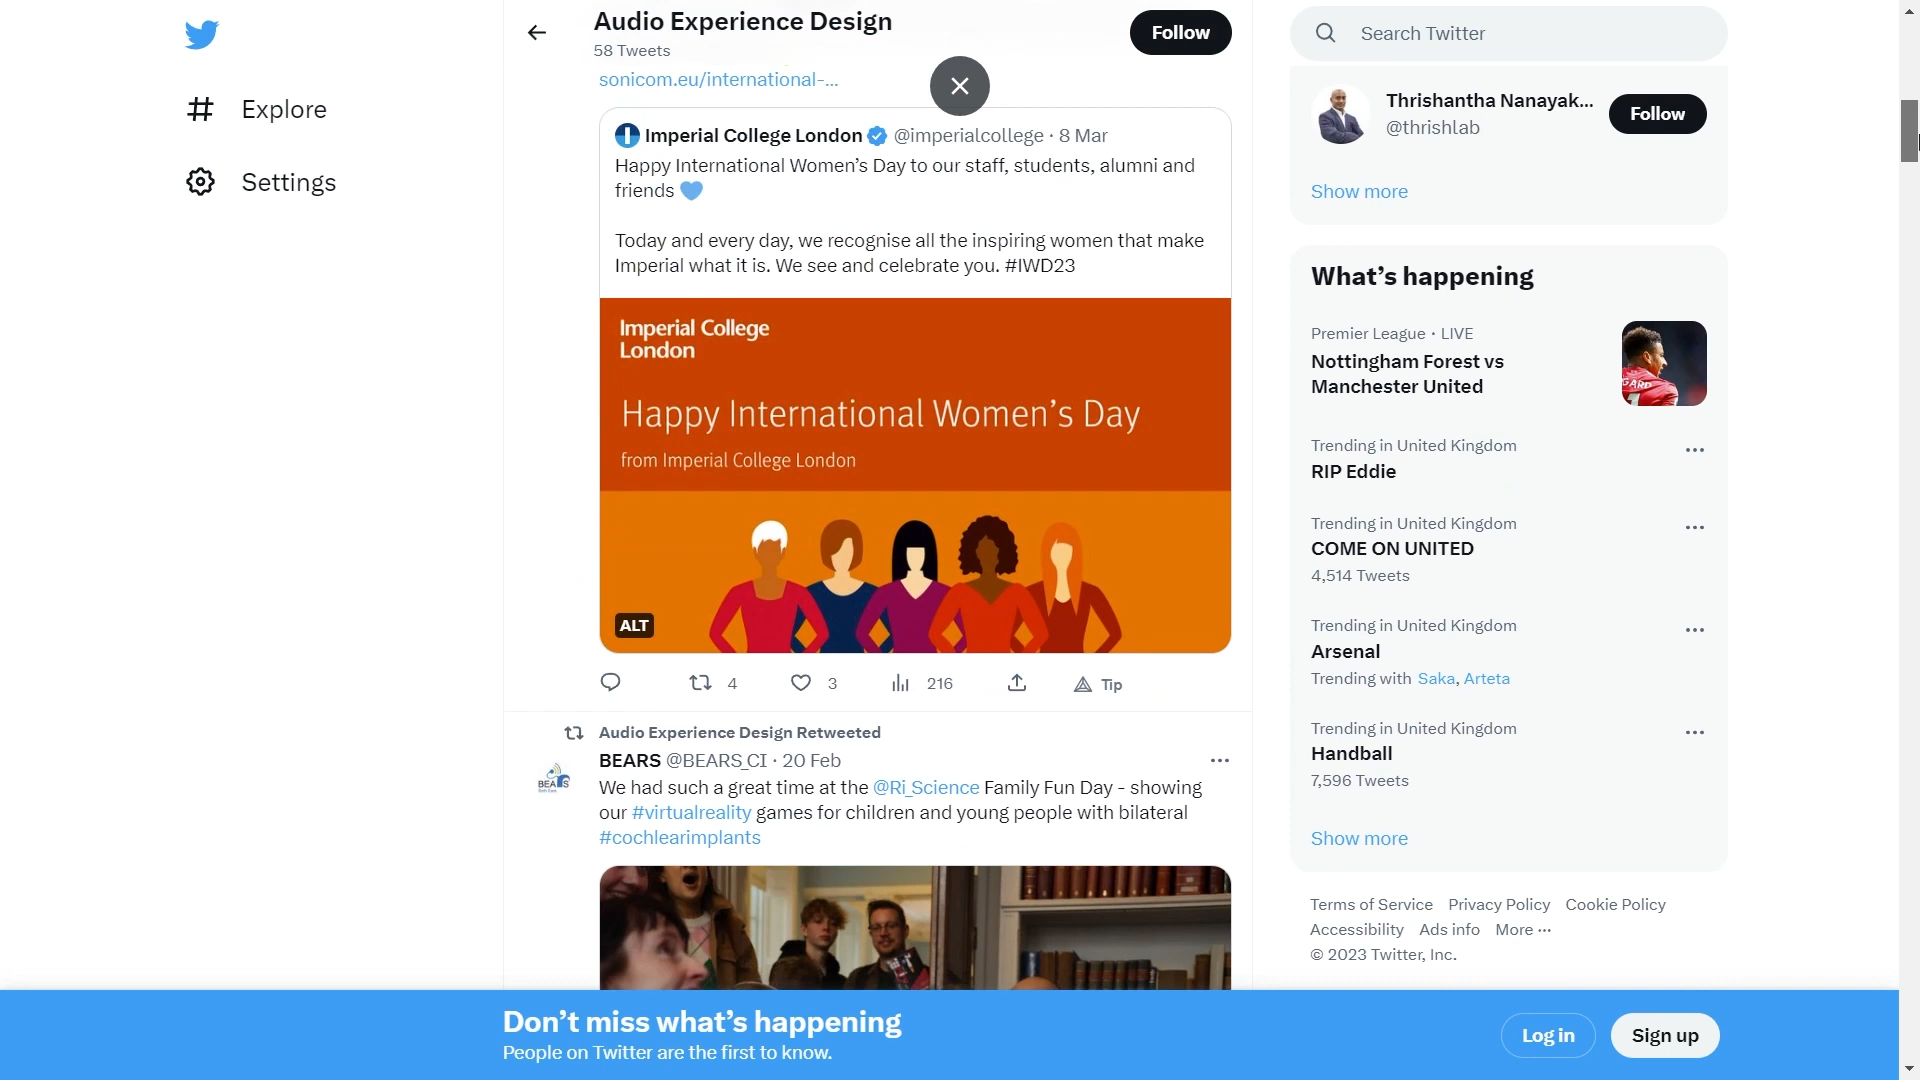 Explore
Settings
Audio Experience Design
58 Tweets
Follow
sonicom.eu/international-...
Imperial College London @imperialcollege · 8 Mar
Happy International Women's Day to our staff, students, alumni and
friends
Today and every day, we recognise all the inspiring women that make
Imperial what it is. We see and celebrate you. #IWD23
Imperial College
London
Happy International Women's Day
from Imperial College London
ALT
4
3
216
Tip
Audio Experience Design Retweeted
BEARS @BEARS_CI · 20 Feb
BEARS
We had such a great time at the @Ri_Science Family Fun Day - showing
our #virtualreality games for children and young people with bilateral
#cochlearimplants
Search Twitter
Thrishantha Nanayak...
@thrishlab
Follow
Show more
What's happening
Premier League · LIVE
Nottingham Forest vs
Manchester United
Trending in United Kingdom
RIP Eddie
Trending in United Kingdom
COME ON UNITED
4,514 Tweets
Trending in United Kingdom
Arsenal
Trending with Saka, Arteta
Trending in United Kingdom
Handball
7,596 Tweets
Show more
Terms of Service Privacy Policy Cookie Policy
Accessibility Ads info More ...
© 2023 Twitter, Inc.
Don't miss what's happening
People on Twitter are the first to know.
Log in
Sign up